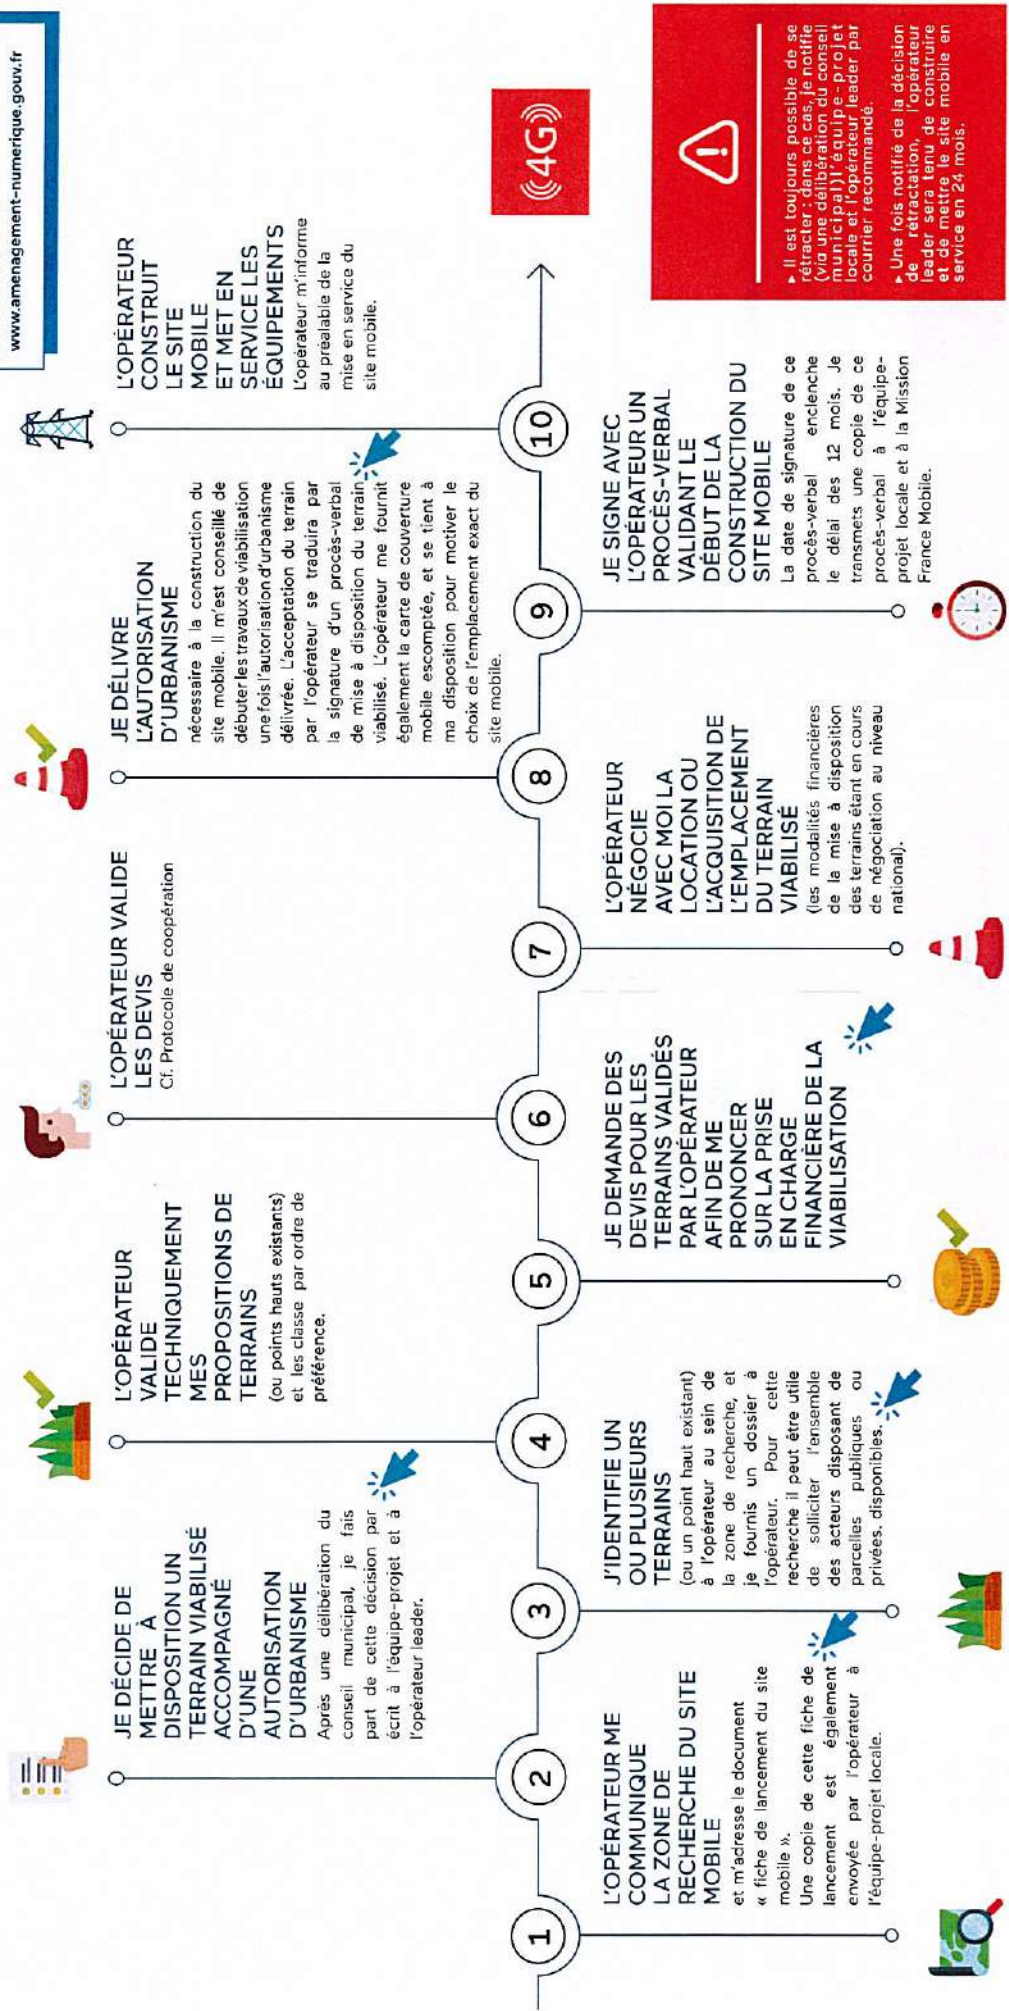 www.amenagement-numerique.gouv.fr
1
L'OPÉRATEUR ME
COMMUNIQUE
LA ZONE DE
RECHERCHE DU SITE
MOBILE
et m'adresse le document
« fiche de lancement du site
mobile ».
Une copie de cette fiche de
lancement est également
envoyée par l'opérateur à
l'équipe-projet locale.
2
JE DÉCIDE DE
METTRE À
DISPOSITION UN
TERRAIN VIABILISÉ
ACCOMPAGNÉ
D'UNE
AUTORISATION
D'URBANISME
Après une délibération du
conseil municipal, je fais
part de cette décision par
écrit à l'équipe-projet et à
l'opérateur leader.
3
J'IDENTIFIE UN
OU PLUSIEURS
TERRAINS
(ou un point haut existant)
à l'opérateur au sein de
la zone de recherche, et
je fournis un dossier à
l'opérateur. Pour cette
recherche il peut être utile
de solliciter l'ensemble
des acteurs disposant de
parcelles publiques ou
privées. disponibles.
4
L'OPÉRATEUR
VALIDE
TECHNIQUEMENT
MES
PROPOSITIONS DE
TERRAINS
(ou points hauts existants)
et les classe par ordre de
préférence.
5
JE DEMANDE DES
DEVIS POUR LES
TERRAINS VALIDÉS
PAR L'OPÉRATEUR
AFIN DE ME
PRONONCER
SUR LA PRISE
EN CHARGE
FINANCIÈRE DE LA
VIABILISATION
6
L'OPÉRATEUR VALIDE
LES DEVIS
Cf. Protocole de coopération
7
L'OPÉRATEUR
NÉGOCIE
AVEC MOI LA
LOCATION OU
L'ACQUISITION DE
L'EMPLACEMENT
DU TERRAIN
VIABILISÉ
(les modalités financières
de la mise à disposition
des terrains étant en cours
de négociation au niveau
national).
8
JE DÉLIVRE
L'AUTORISATION
D'URBANISME
nécessaire à la construction du
site mobile. Il m'est conseillé de
débuter les travaux de viabilisation
une fois l'autorisation d'urbanisme
délivrée. L'acceptation du terrain
par l'opérateur se traduira par
la signature d'un procès-verbal
de mise à disposition du terrain
viabilisé. L'opérateur me fournit
également la carte de couverture
mobile escomptée, et se tient à
ma disposition pour motiver le
choix de l'emplacement exact du
site mobile.
9
JE SIGNE AVEC
L'OPÉRATEUR UN
PROCÈS-VERBAL
VALIDANT LE
DÉBUT DE LA
CONSTRUCTION DU
SITE MOBILE
La date de signature de ce
procès-verbal enclenche
le délai des 12 mois. Je
transmets une copie de ce
procès-verbal à l'équipe-
projet locale et à la Mission
France Mobile.
10
L'OPÉRATEUR
CONSTRUIT
LE SITE
MOBILE
ET MET EN
SERVICE LES
ÉQUIPEMENTS
L'opérateur m'informe
au préalable de la
mise en service du
site mobile.
((4G))
▸ Il est toujours possible de se
rétracter : dans ce cas, je notifie
(via une délibération du conseil
municipal) l'équipe-projet
locale et l'opérateur leader par
courrier recommandé.
▸ Une fois notifié de la décision
de rétractation, l'opérateur
leader sera tenu de construire
et de mettre le site mobile en
service en 24 mois.